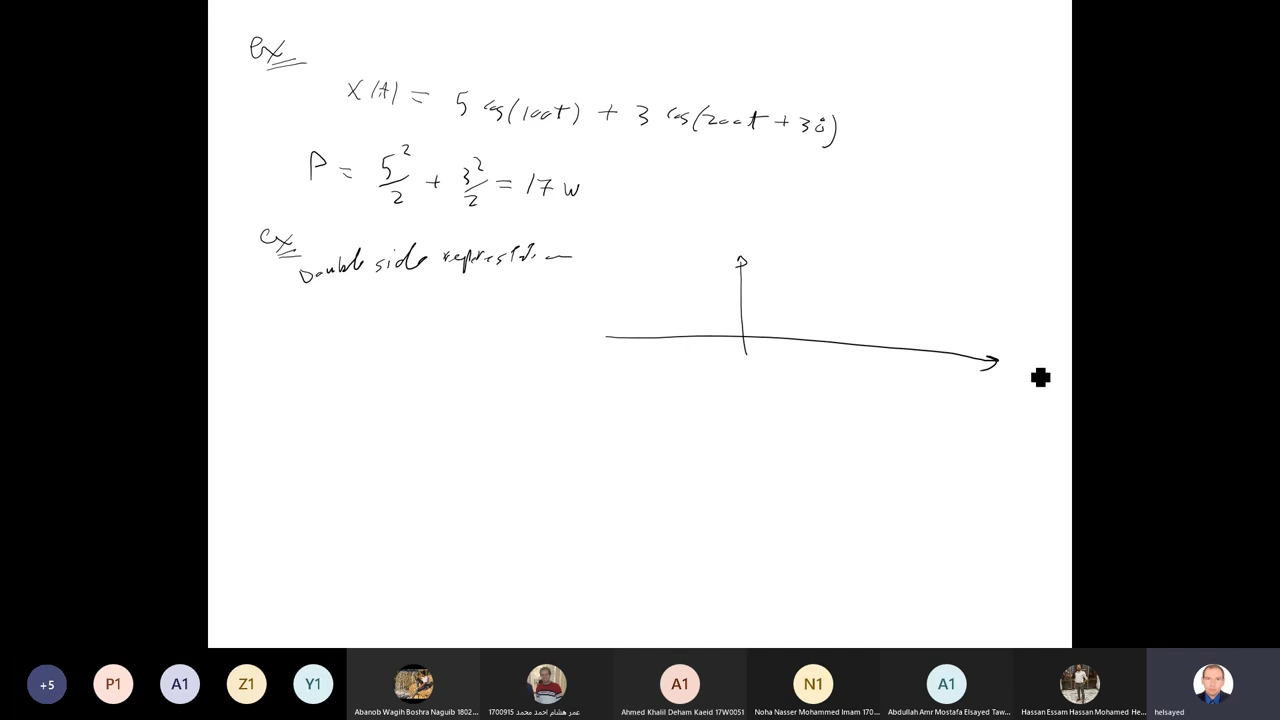 ex
x(t) = 5 cos(100t) + 3 cos(200t + 30°)
P = 5²/2 + 3²/2 = 17 w
ex
Double side representation
+5
P1
A1
Z1
Y1
Abanob Wagih Boshra Naguib 1802...
عمر هشام احمد محمد 1700915
A1
Ahmed Khalil Deham Kaeid 17W0051
N1
Noha Nasser Mohammed Imam 170...
A1
Abdullah Amr Mostafa Elsayed Taw...
Hassan Essam Hassan Mohamed He...
helsayed